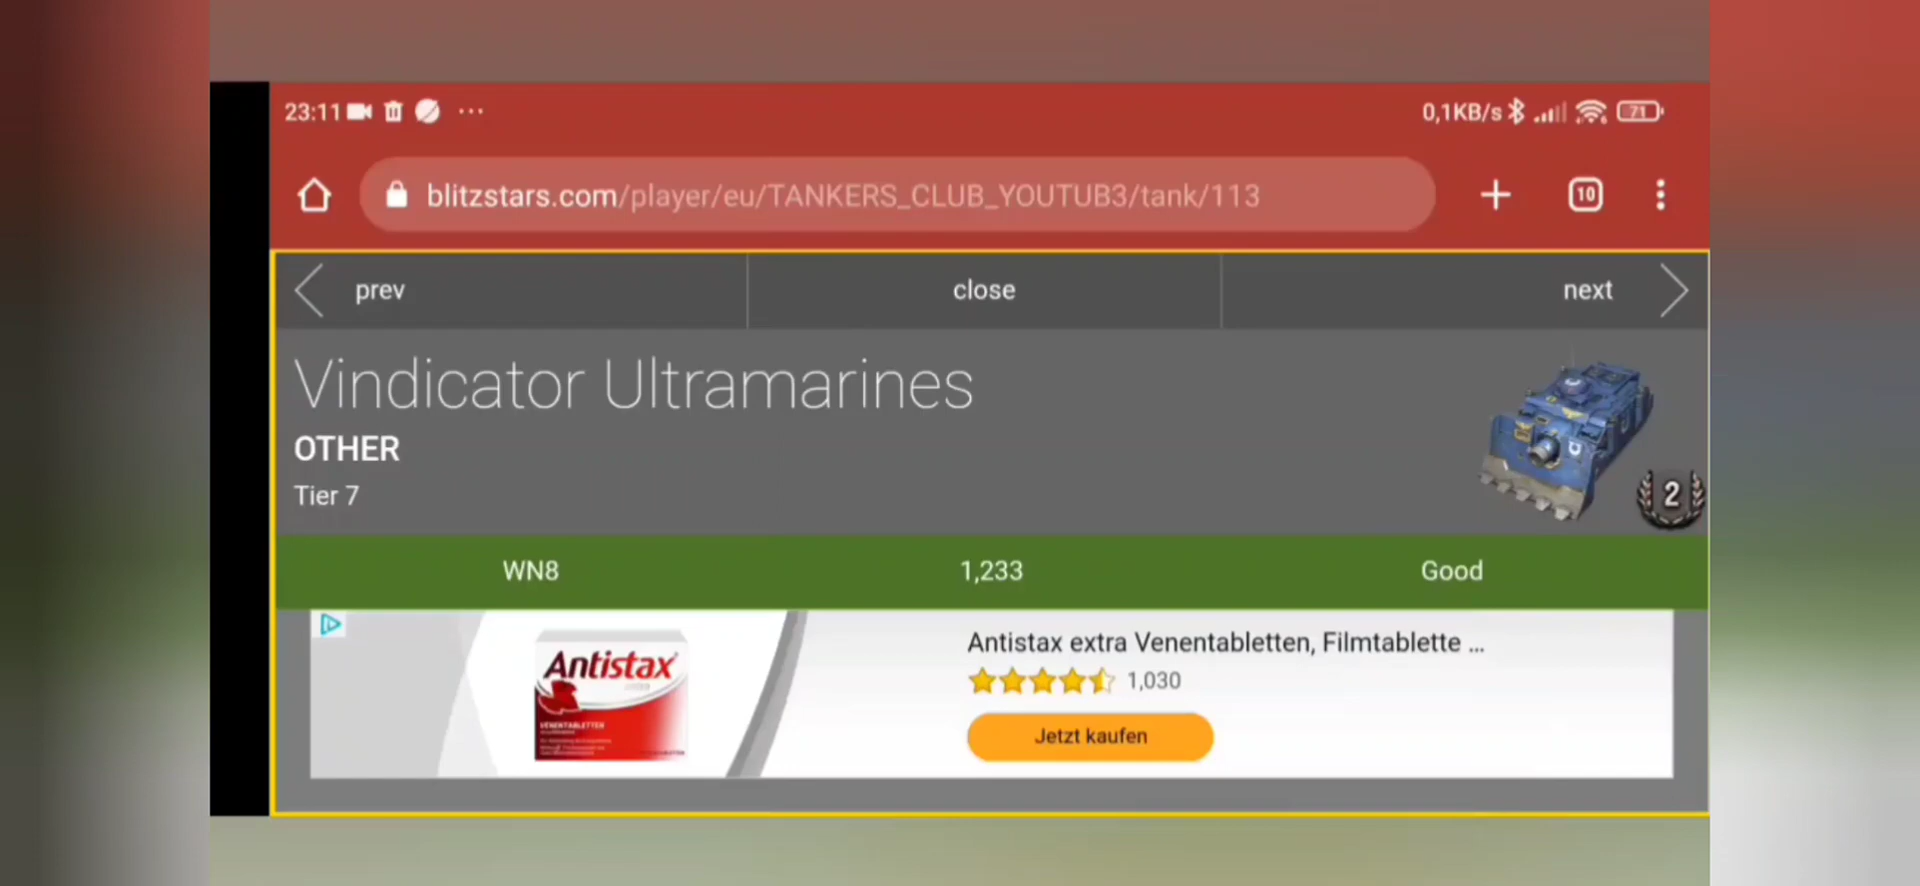 23:11 ... 0,1KB/s 71
blitzstars.com/player/eu/TANKERS_CLUB_YOUTUB3/tank/113 10
prev close next
Vindicator Ultramarines
OTHER
Tier 7
2
WN8 1,233 Good
Antistax
VENENTABLETTEN
Antistax extra Venentabletten, Filmtablette ...
1,030
Jetzt kaufen